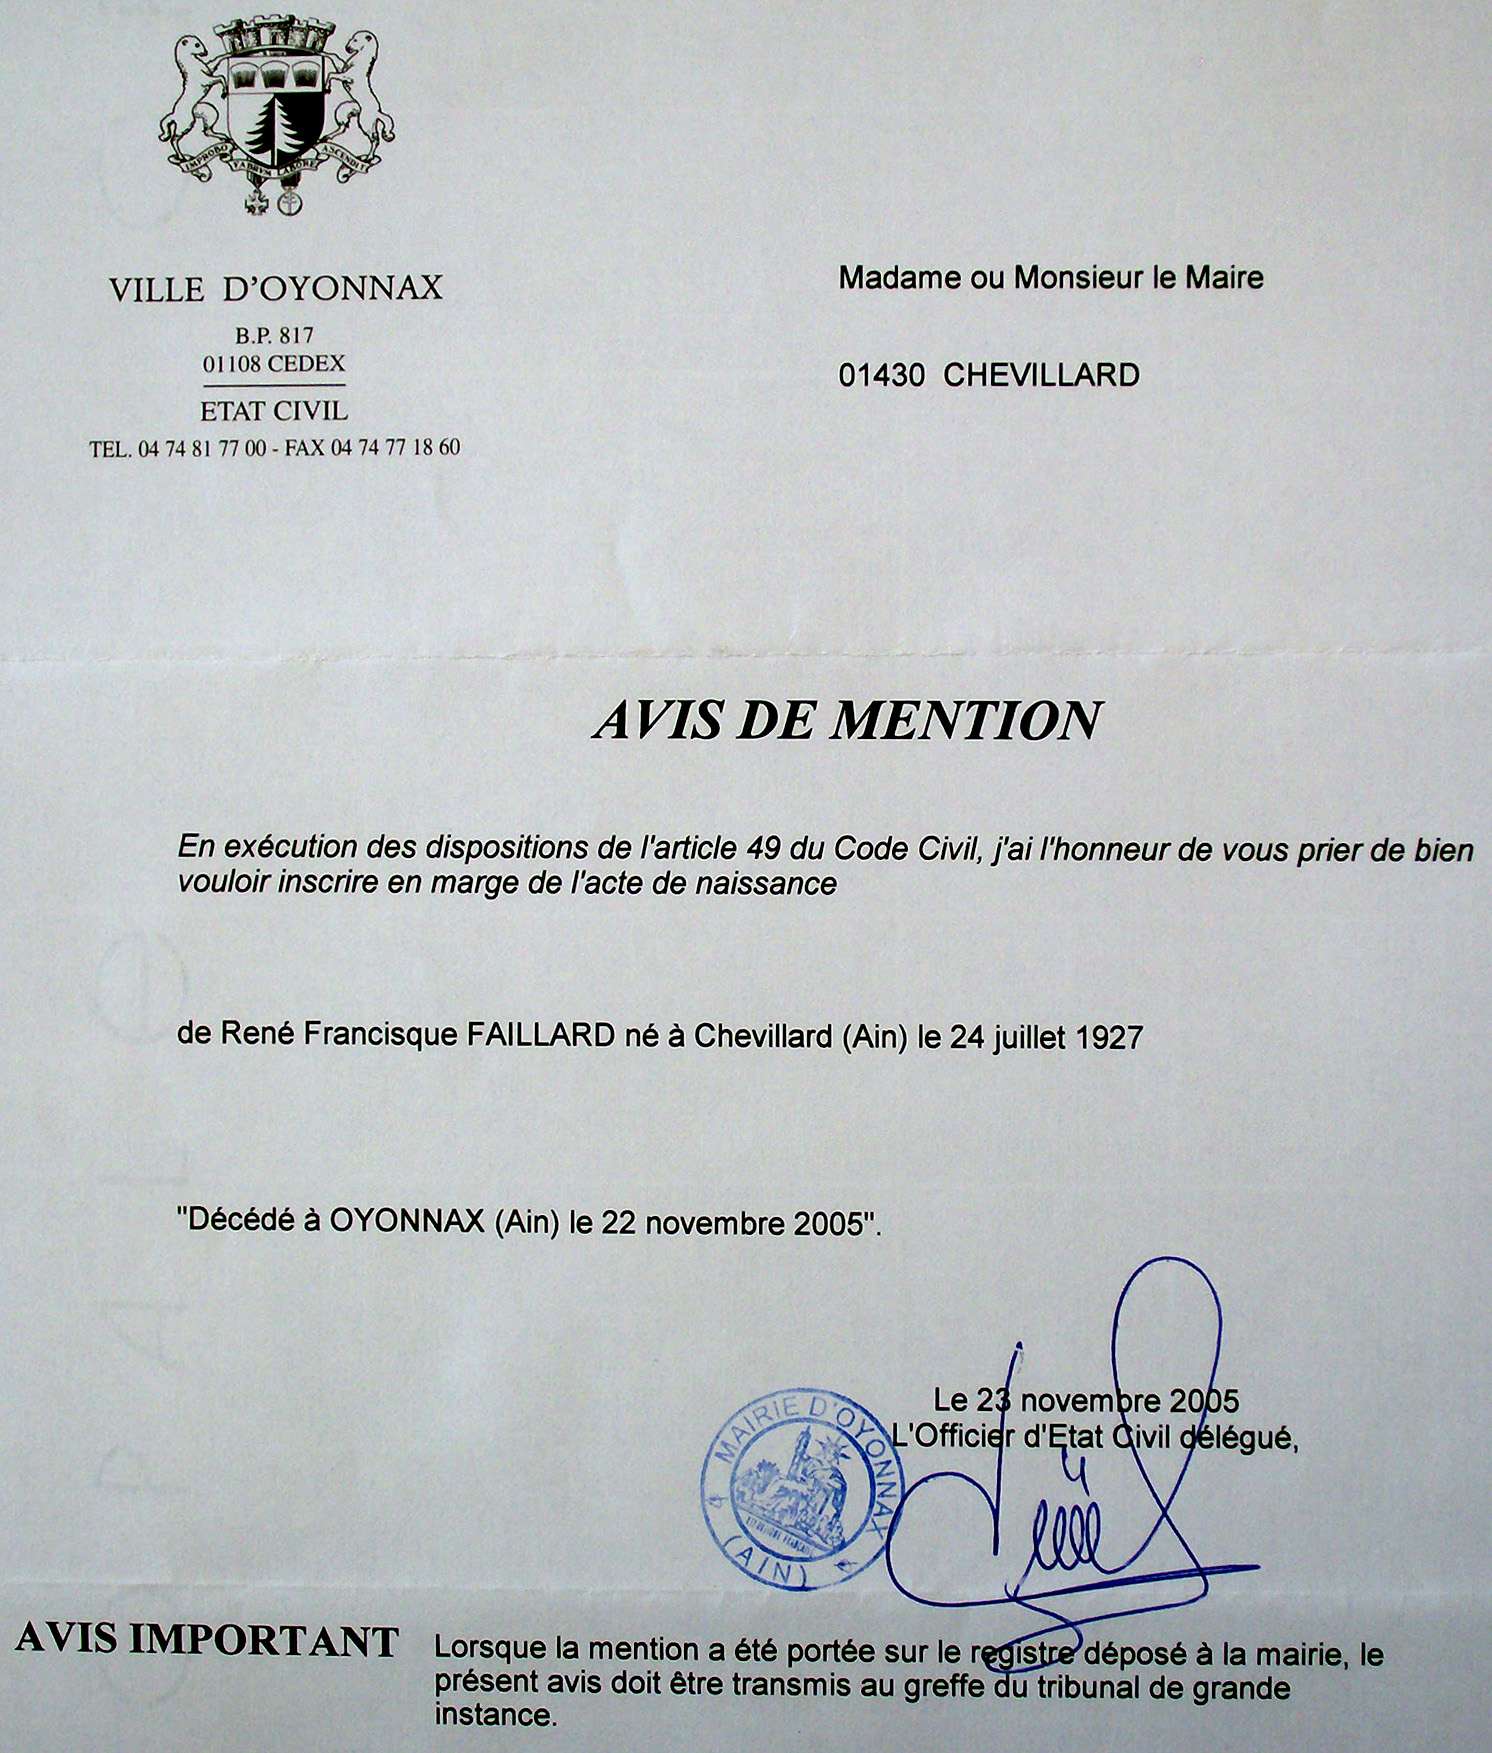 IMPROBO FABRVM LABORE ASCENDIT
VILLE D'OYONNAX
B.P. 817
01108 CEDEX
ETAT CIVIL
TEL. 04 74 81 77 00 - FAX 04 74 77 18 60
Madame ou Monsieur le Maire
01430 CHEVILLARD
AVIS DE MENTION
En exécution des dispositions de l'article 49 du Code Civil, j'ai l'honneur de vous prier de bien
vouloir inscrire en marge de l'acte de naissance
de René Francisque FAILLARD né à Chevillard (Ain) le 24 juillet 1927
"Décédé à OYONNAX (Ain) le 22 novembre 2005".
Le 23 novembre 2005
L'Officier d'Etat Civil délégué,
MAIRIE D'OYONNAX
(AIN)
AVIS IMPORTANT
Lorsque la mention a été portée sur le registre déposé à la mairie, le
présent avis doit être transmis au greffe du tribunal de grande
instance.